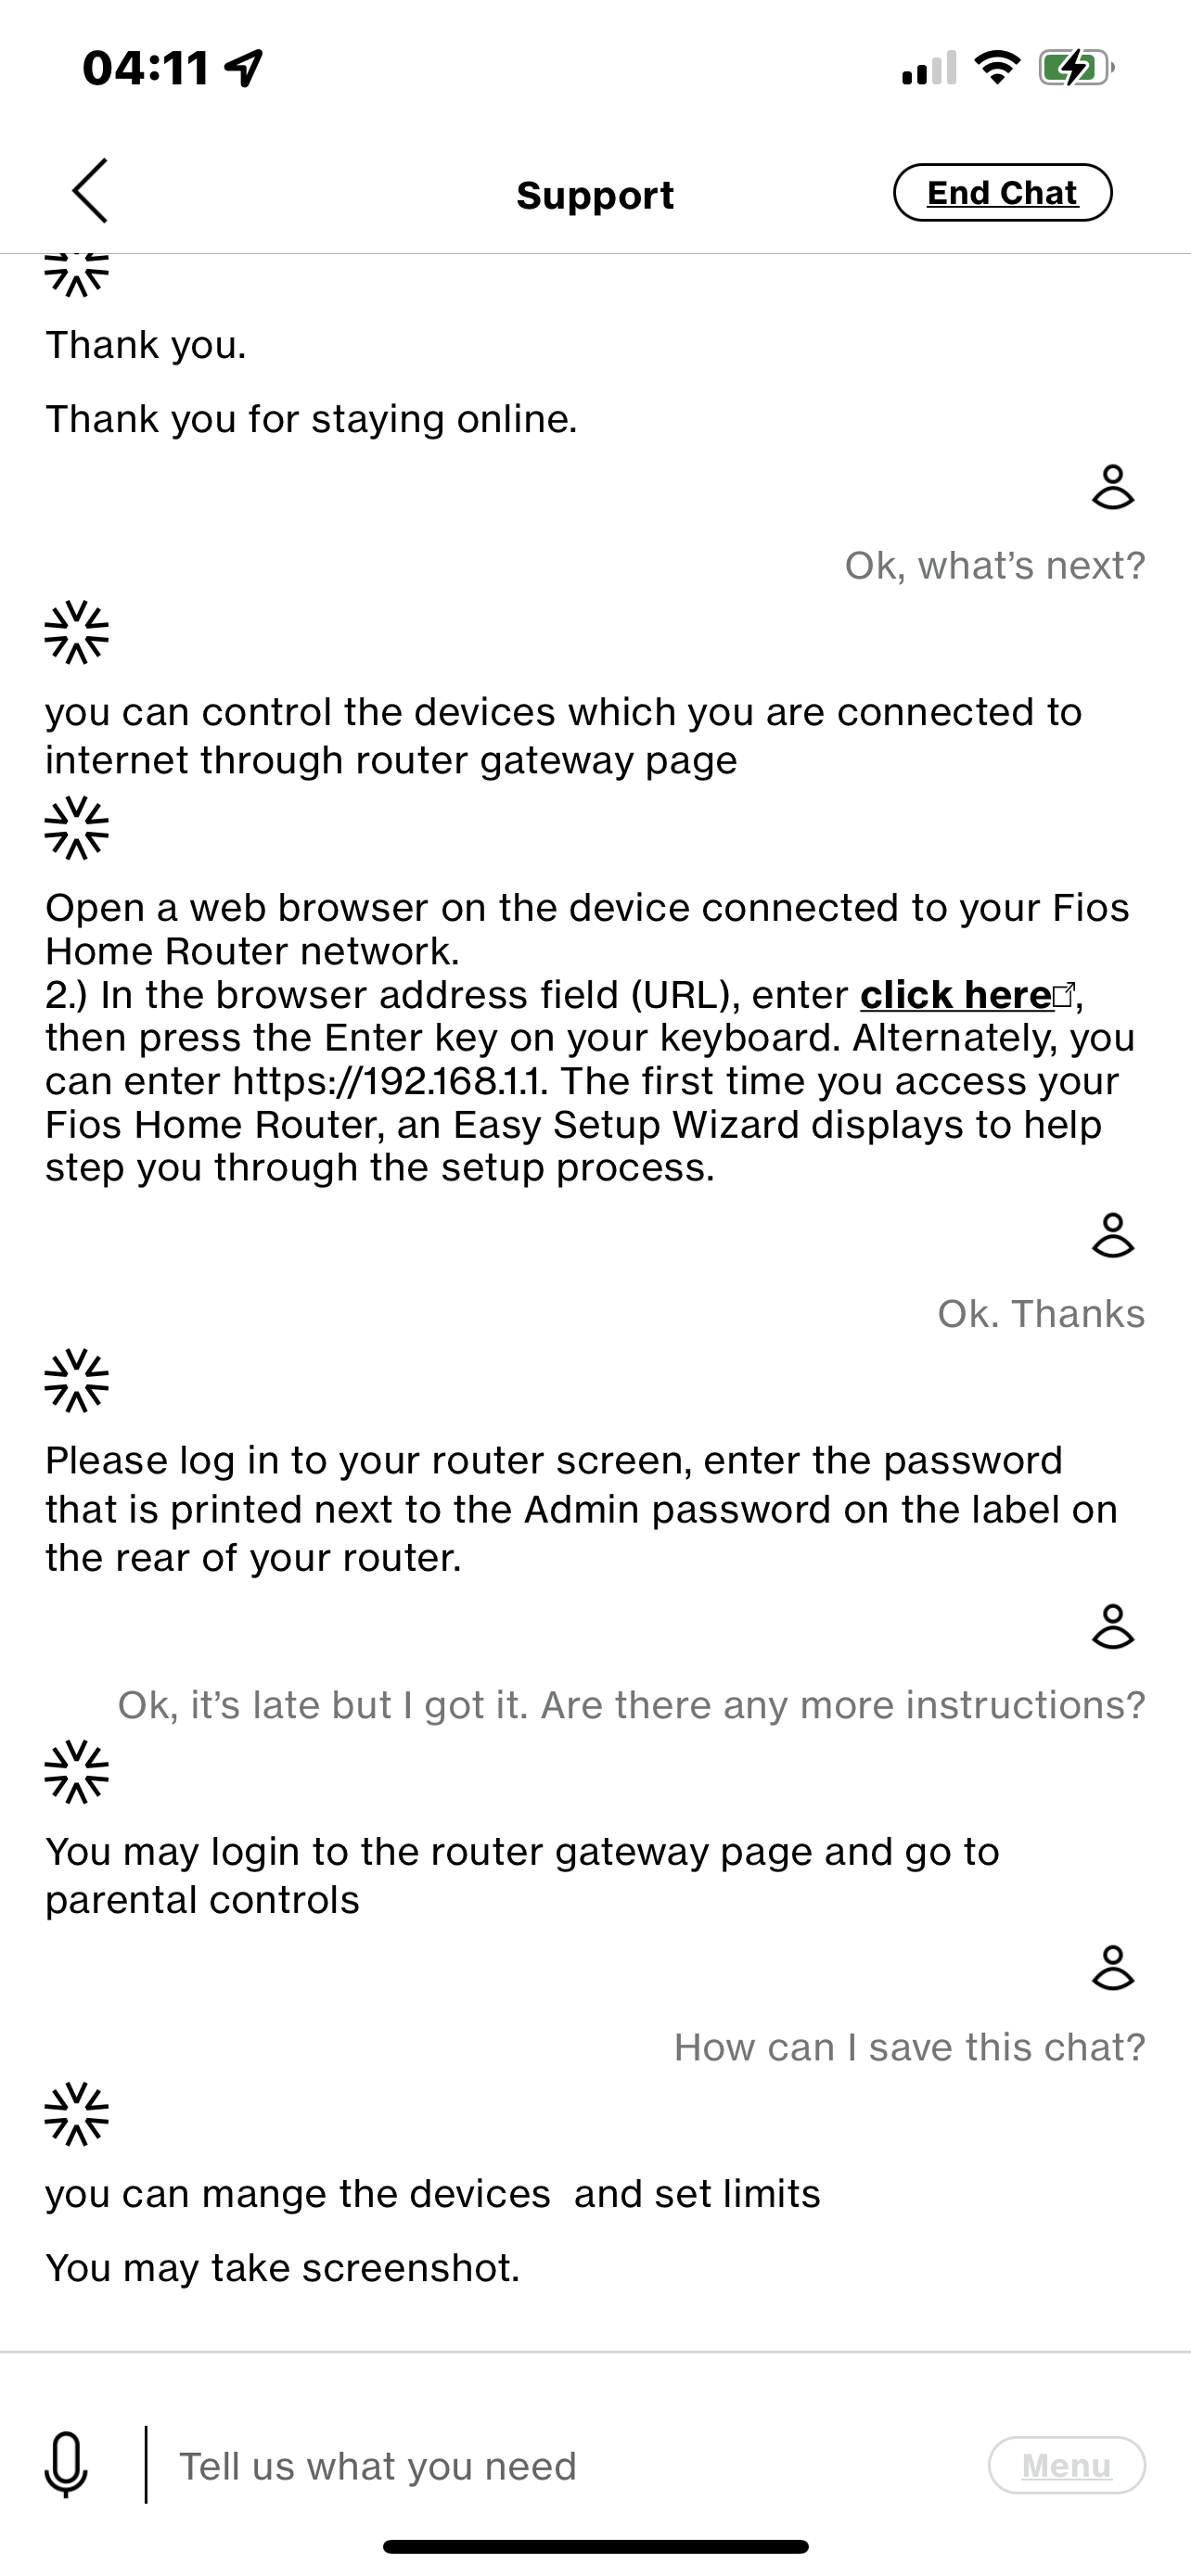 04:11
Support
End Chat
Thank you.
Thank you for staying online.
Ok, what’s next?
you can control the devices which you are connected to
internet through router gateway page
Open a web browser on the device connected to your Fios
Home Router network.
2.) In the browser address field (URL), enter click here,
then press the Enter key on your keyboard. Alternately, you
can enter https://192.168.1.1. The first time you access your
Fios Home Router, an Easy Setup Wizard displays to help
step you through the setup process.
Ok. Thanks
Please log in to your router screen, enter the password
that is printed next to the Admin password on the label on
the rear of your router.
Ok, it’s late but I got it. Are there any more instructions?
You may login to the router gateway page and go to
parental controls
How can I save this chat?
you can mange the devices  and set limits
You may take screenshot.
Tell us what you need
Menu